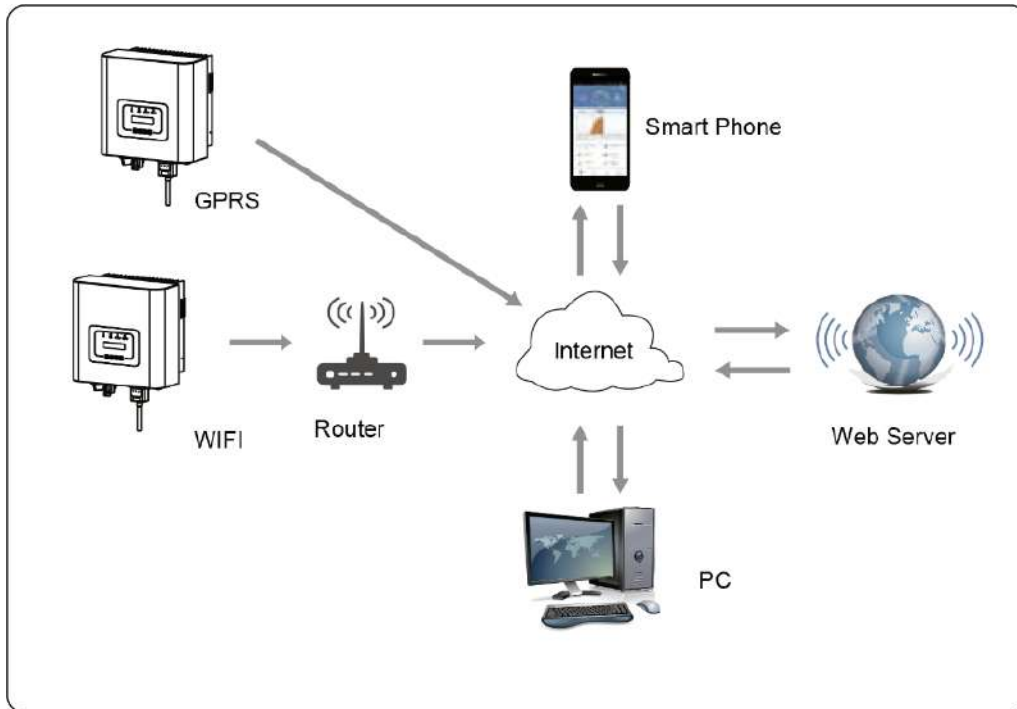 Smart Phone
GPRS
Internet
WIFI
Router
Web Server
PC